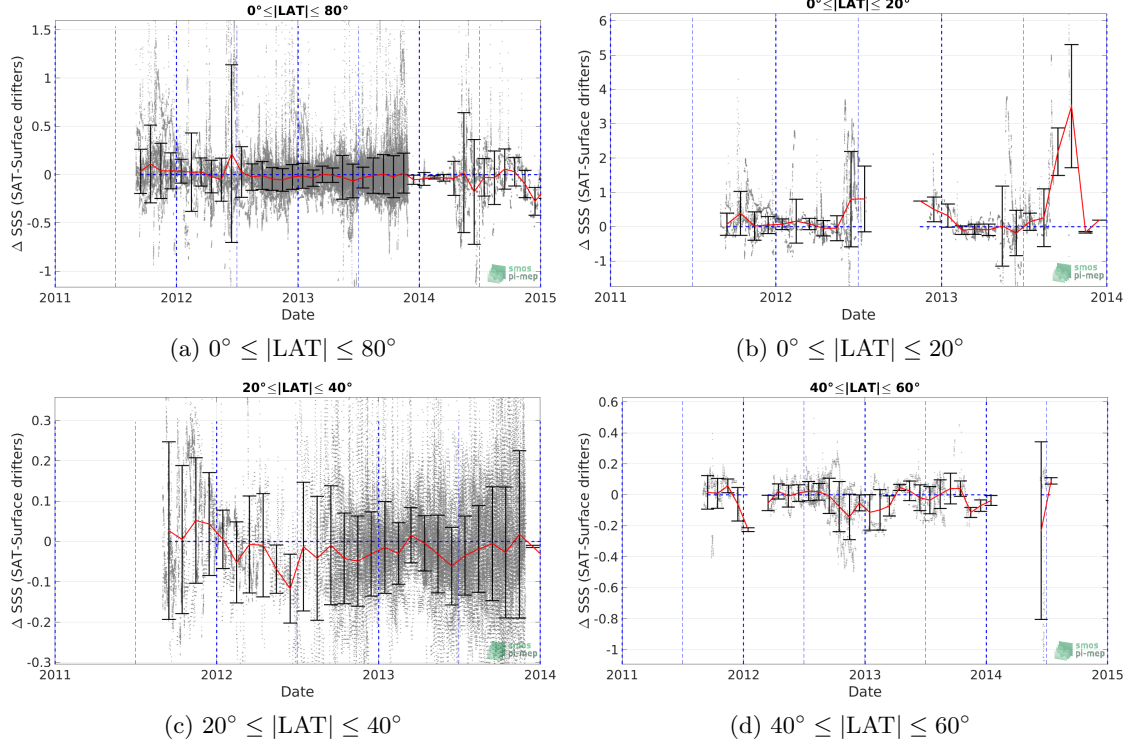 0°≤|LAT|≤ 80°
Δ SSS (SAT-Surface drifters)
1.5
1
0.5
0
-0.5
-1
2011
2012
2013
2014
2015
Date
smos
pi-mep
(a) 0° ≤ |LAT| ≤ 80°
0°≤|LAT|≤ 20°
Δ SSS (SAT-Surface drifters)
6
5
4
3
2
1
0
-1
2011
2012
2013
2014
Date
smos
pi-mep
(b) 0° ≤ |LAT| ≤ 20°
20°≤|LAT|≤ 40°
Δ SSS (SAT-Surface drifters)
0.3
0.2
0.1
0
-0.1
-0.2
-0.3
2012
2013
2014
Date
smos
pi-mep
(c) 20° ≤ |LAT| ≤ 40°
40°≤|LAT|≤ 60°
Δ SSS (SAT-Surface drifters)
0.6
0.4
0.2
0
-0.2
-0.4
-0.6
-0.8
-1
2011
2012
2013
2014
2015
Date
smos
pi-mep
(d) 40° ≤ |LAT| ≤ 60°